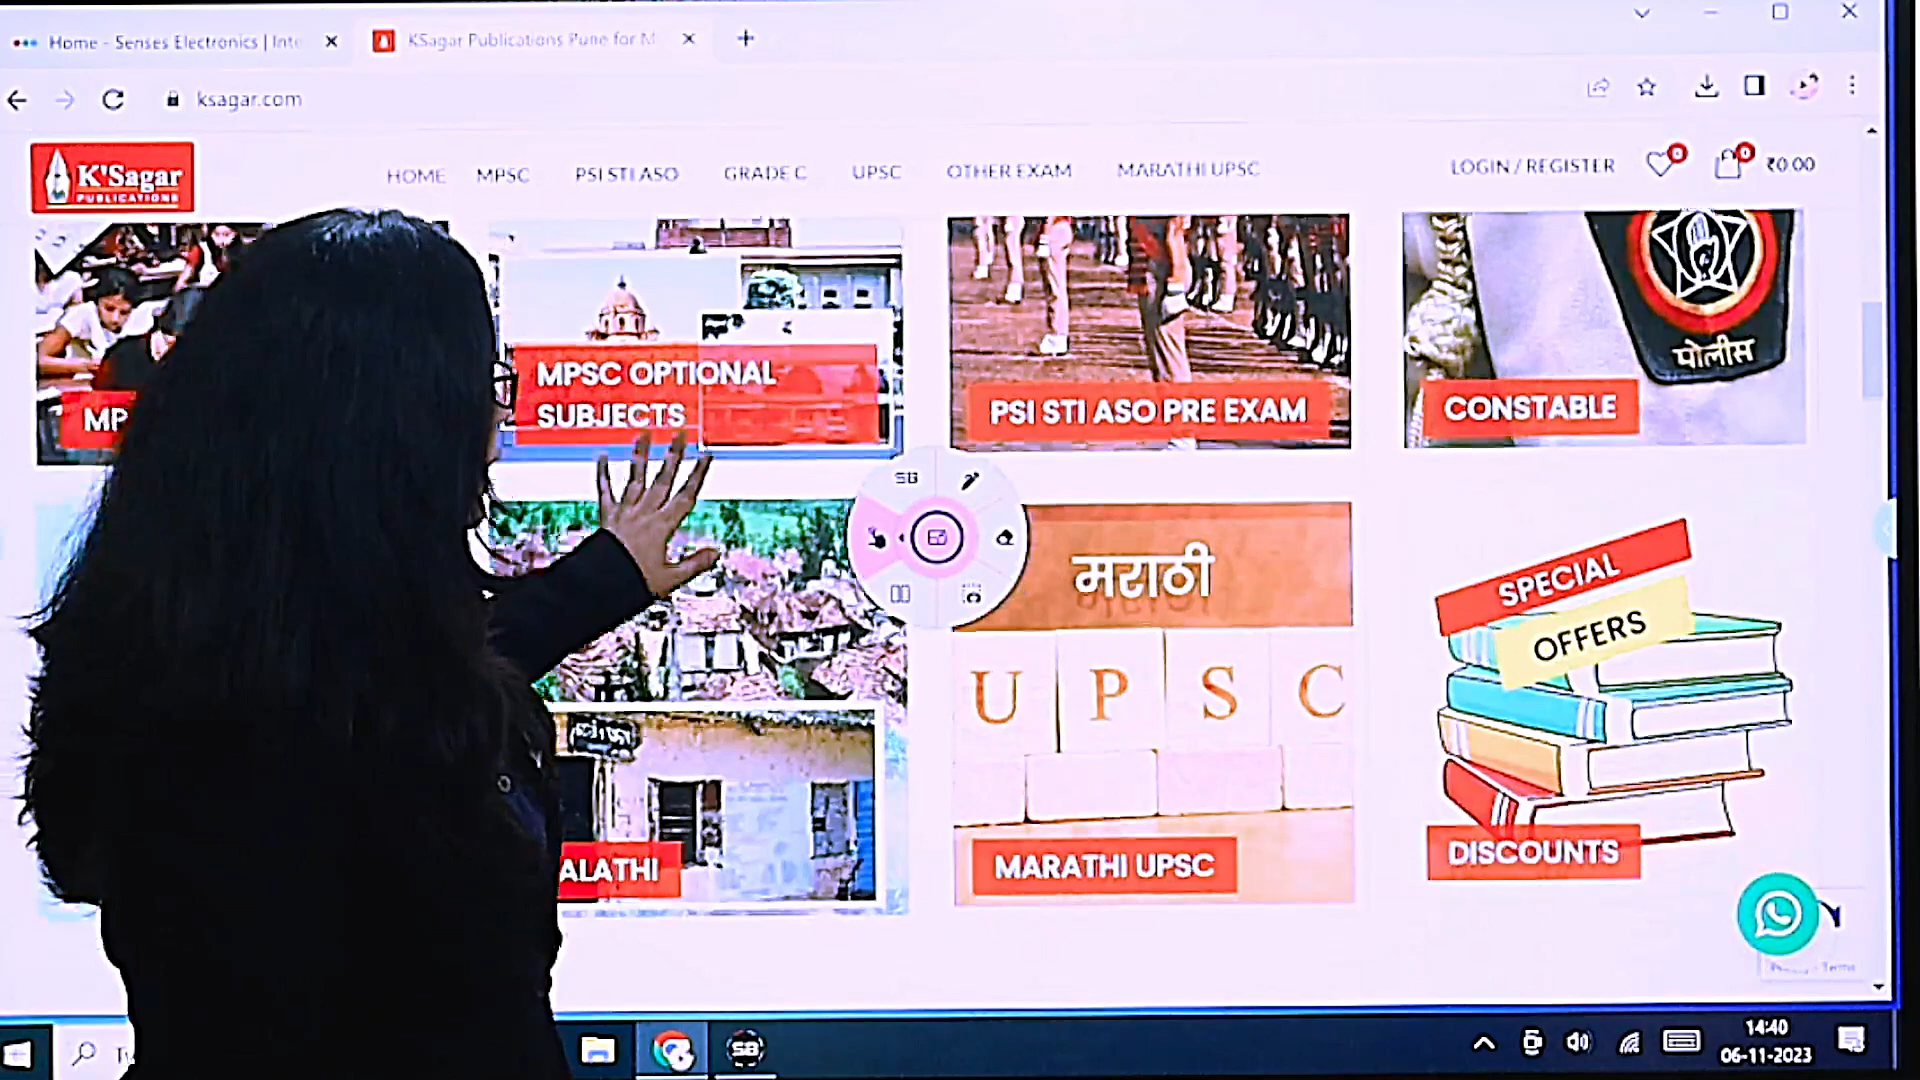 Home - Senses Electronics | Inte
KSagar Publications Pune for M
ksagar.com
K'Sagar
PUBLICATIONS
HOME MPSC PSI STI ASO GRADE C UPSC OTHER EXAM MARATHI UPSC
LOGIN / REGISTER 0 0 ₹0.00
MP
MPSC OPTIONAL
SUBJECTS
PSI STI ASO PRE EXAM
पोलीस
CONSTABLE
SB
मराठी
U P S C
ALATHI
MARATHI UPSC
SPECIAL
OFFERS
DISCOUNTS
Privacy - Terms
SB
14:40
06-11-2023